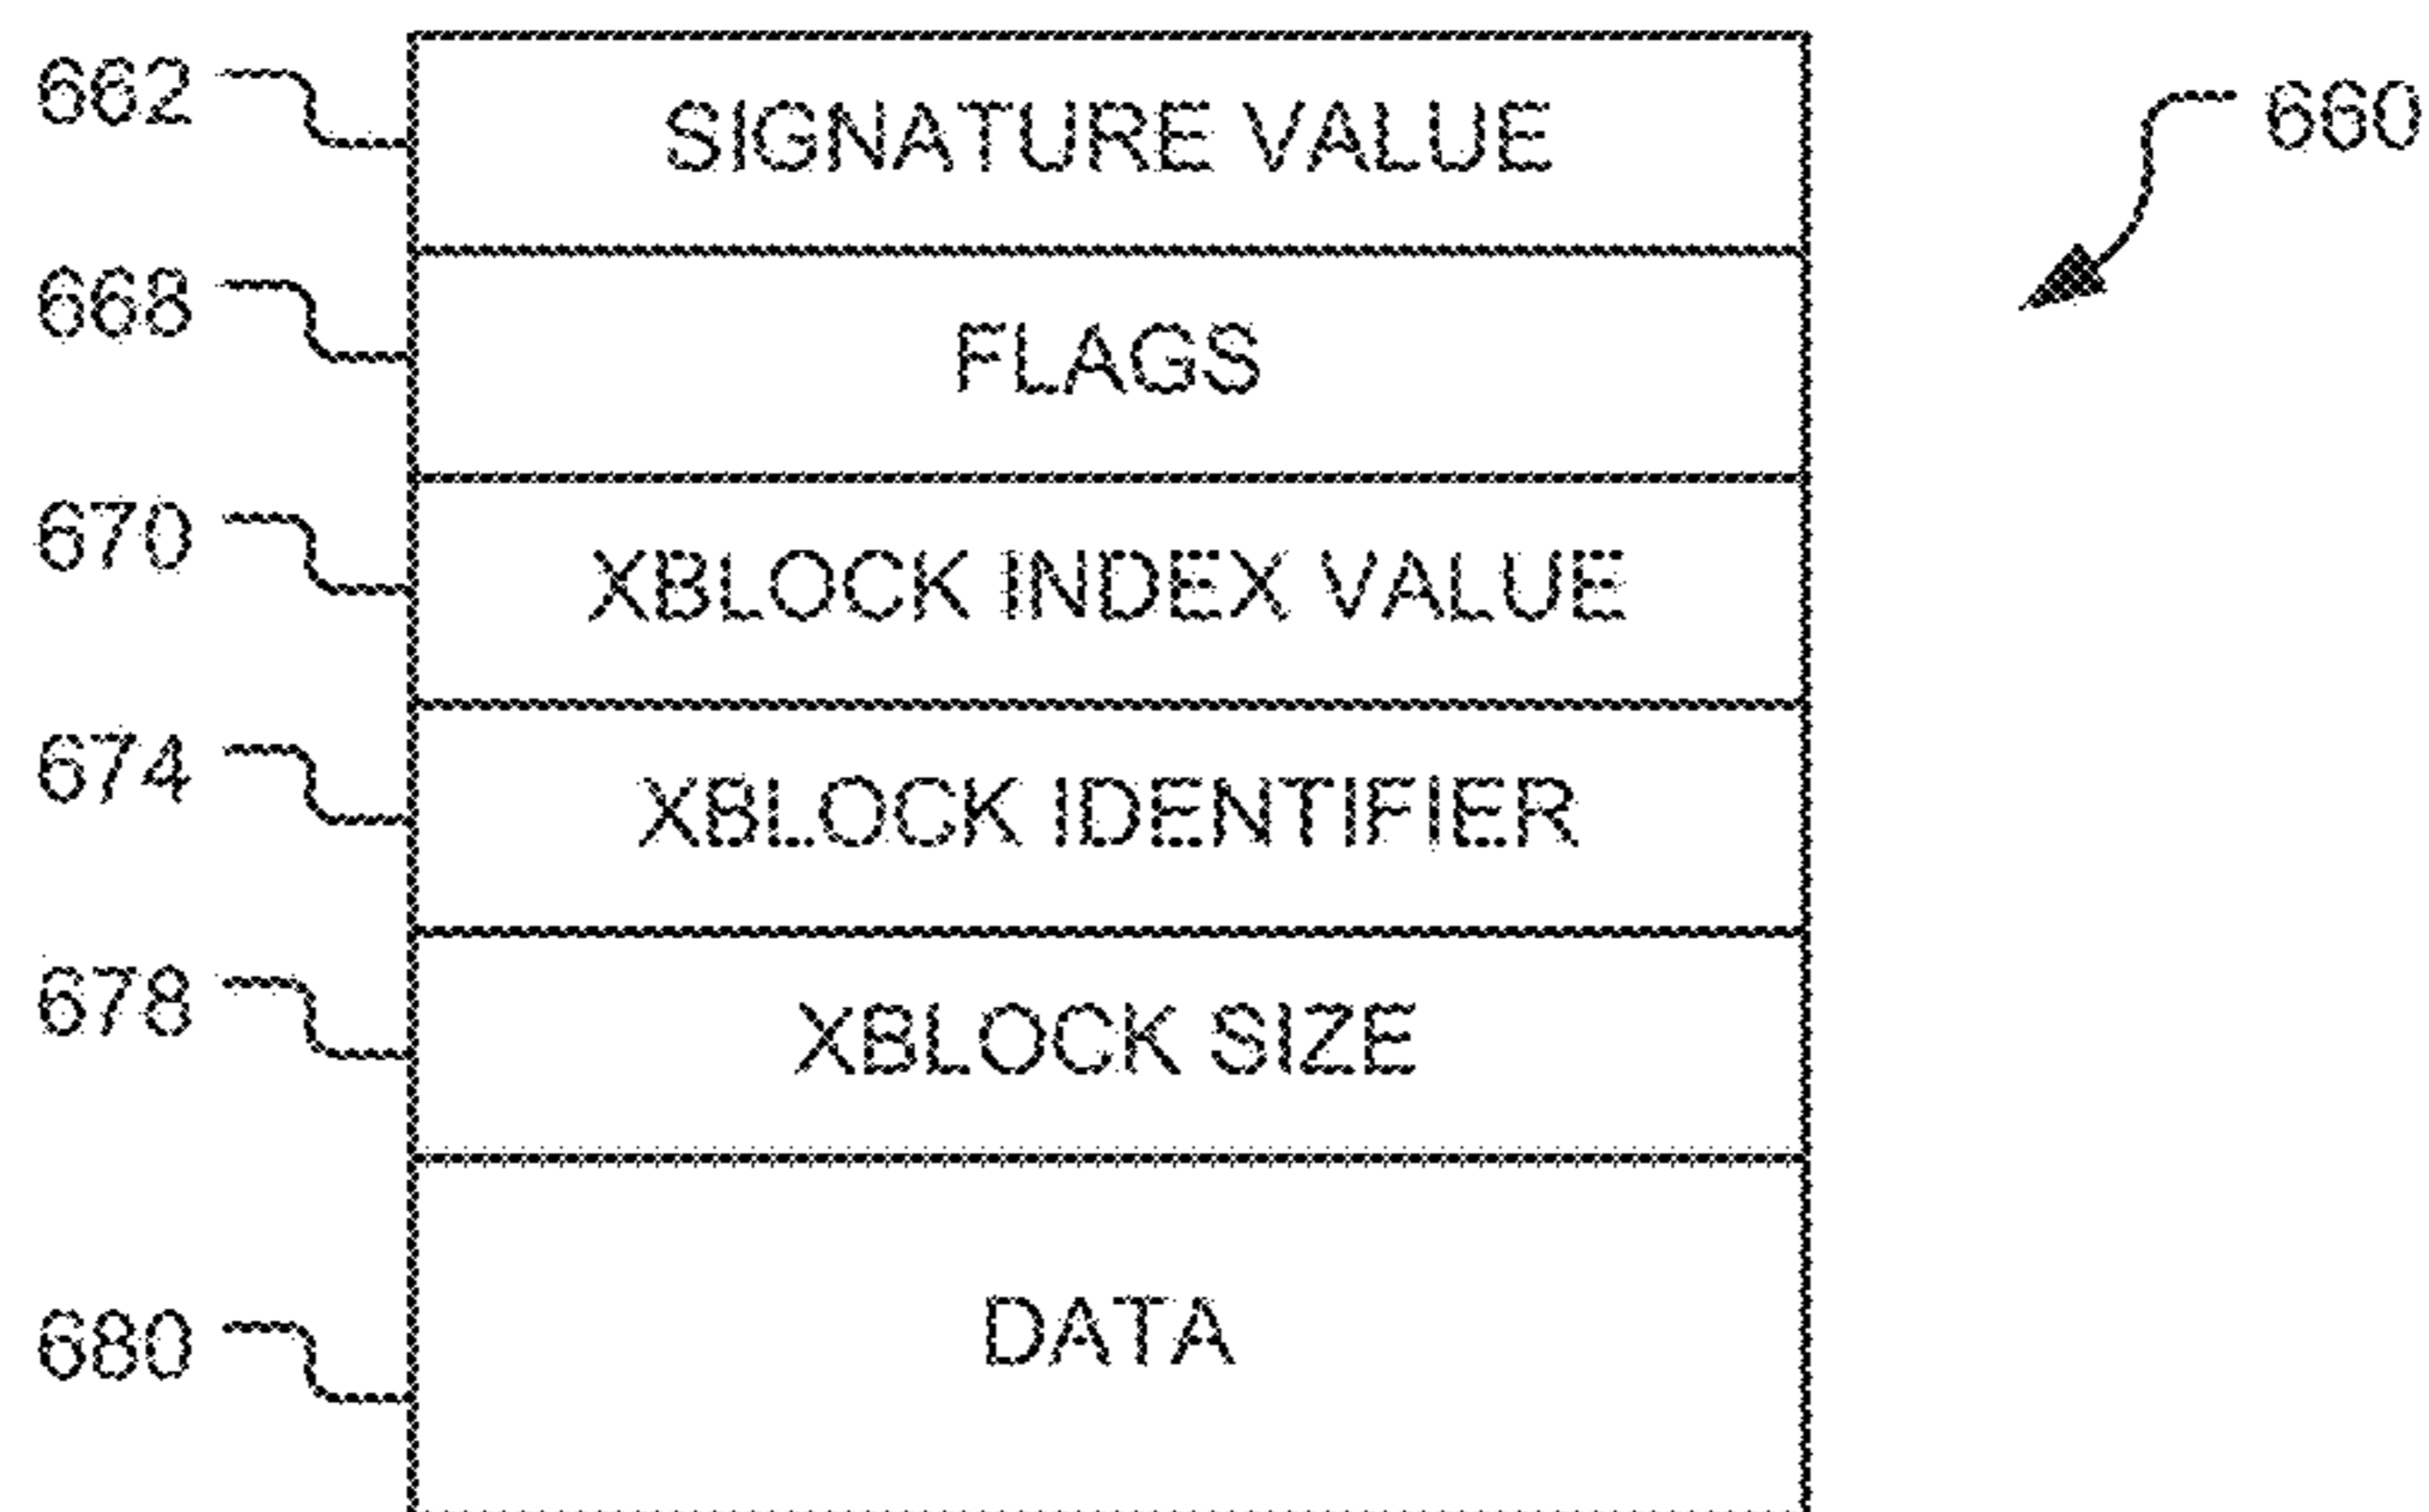 662 SIGNATURE VALUE 660
668 FLAGS
670 XBLOCK INDEX VALUE
674 XBLOCK IDENTIFIER
678 XBLOCK SIZE
680 DATA